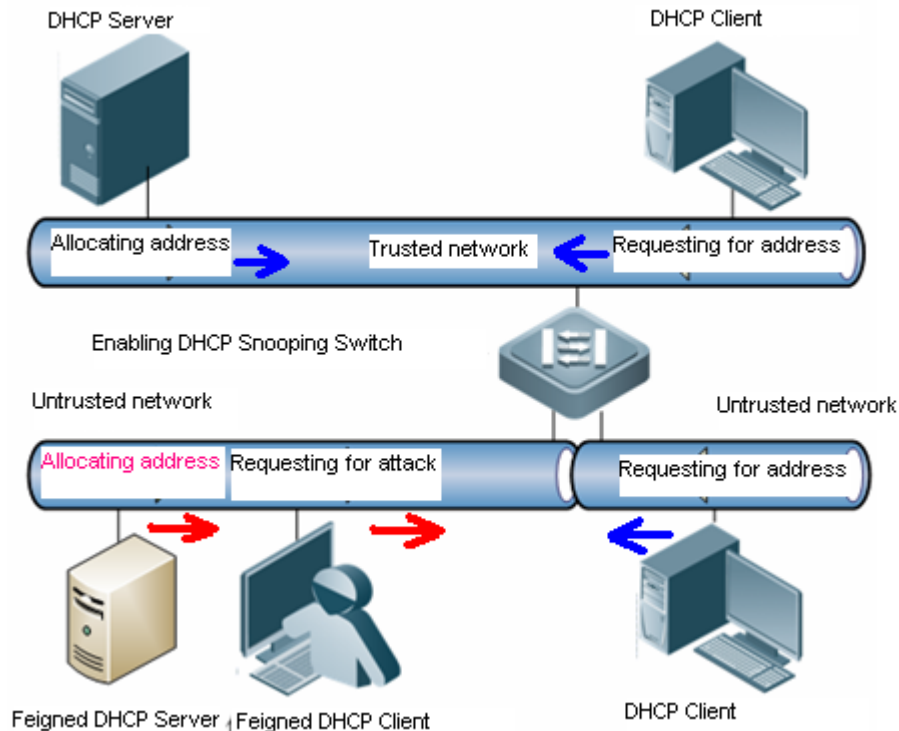 DHCP Server
DHCP Client
Allocating address
Trusted network
Requesting for address
Enabling DHCP Snooping Switch
Untrusted network
Untrusted network
Allocating address
Requesting for attack
Requesting for address
Feigned DHCP Server
Feigned DHCP Client
DHCP Client